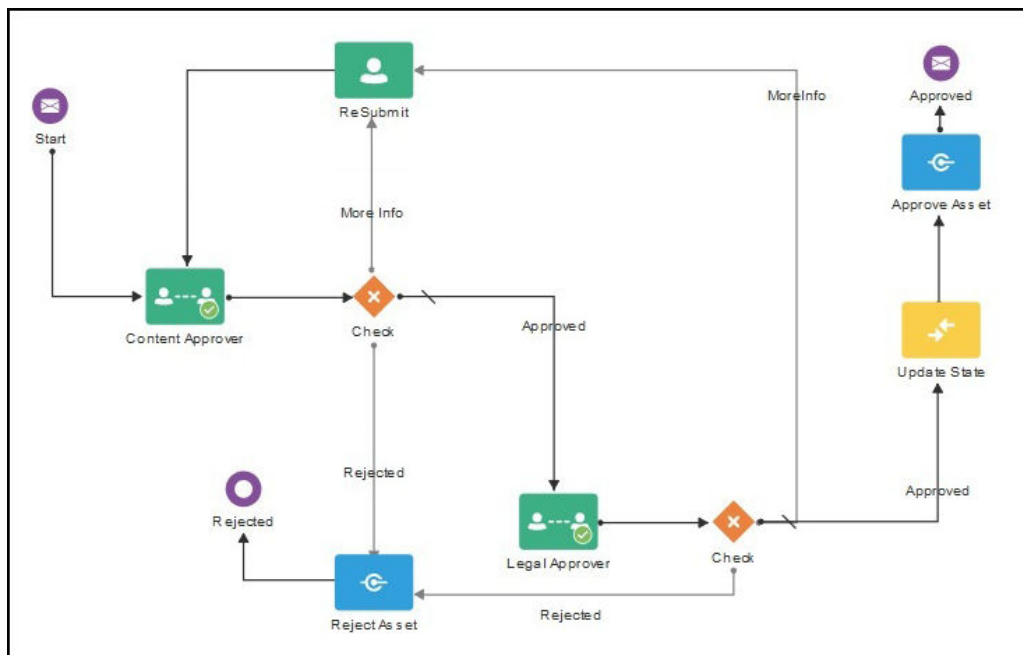 ReSubmit
MoreInfo
Approved
Start
Approve Asset
More Info
Content Approver
Check
Approved
Update State
Rejected
Approved
Rejected
Legal Approver
Check
Rejected
Reject Asset